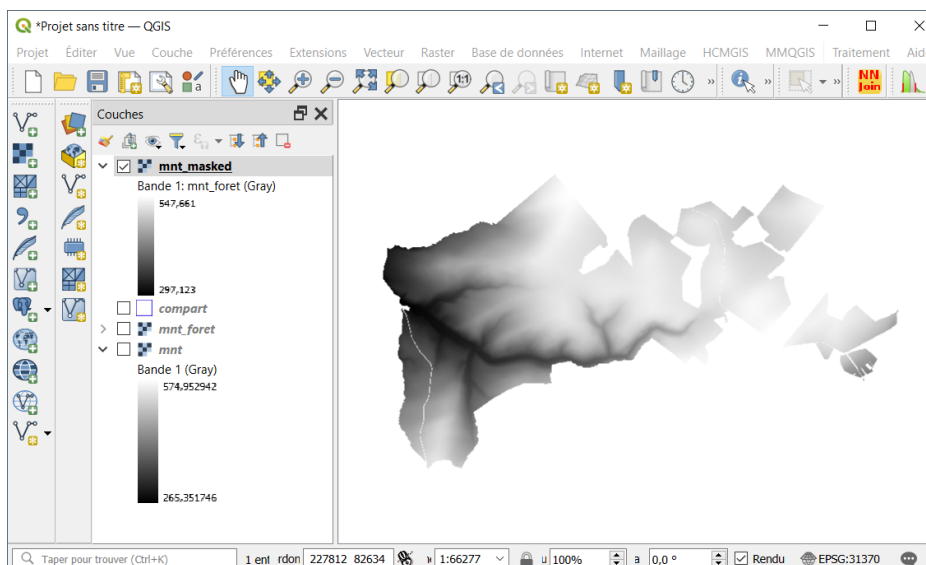 *Projet sans titre — QGIS
Projet Éditer Vue Couche Préférences Extensions Vecteur Raster Base de données Internet Maillage HCMGIS MMQGIS Traitement Aide
1:1 » » » NN Join
a
Couches
mnt_masked
Bande 1: mnt_foret (Gray)
547,661
297,123
compart
mnt_foret
mnt
Bande 1 (Gray)
574,952942
265,351746
Taper pour trouver (Ctrl+K) 1 ent rdon 227812 82634 1:66277 u 100% a 0,0 ° Rendu EPSG:31370